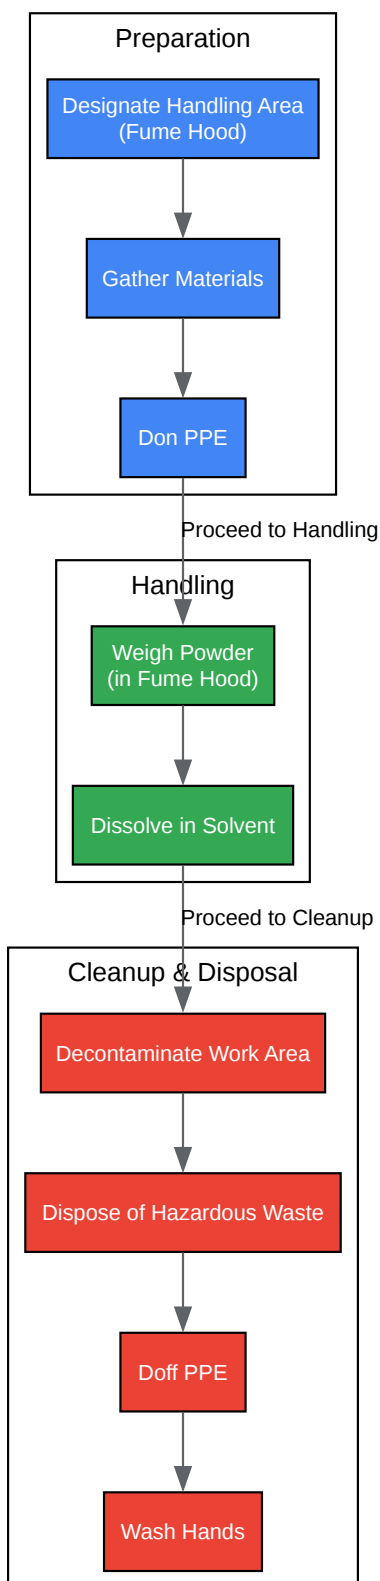 Preparation
Designate Handling Area
(Fume Hood)
Gather Materials
Don PPE
Proceed to Handling
Handling
Weigh Powder
(in Fume Hood)
Dissolve in Solvent
Proceed to Cleanup
Cleanup & Disposal
Decontaminate Work Area
Dispose of Hazardous Waste
Doff PPE
Wash Hands